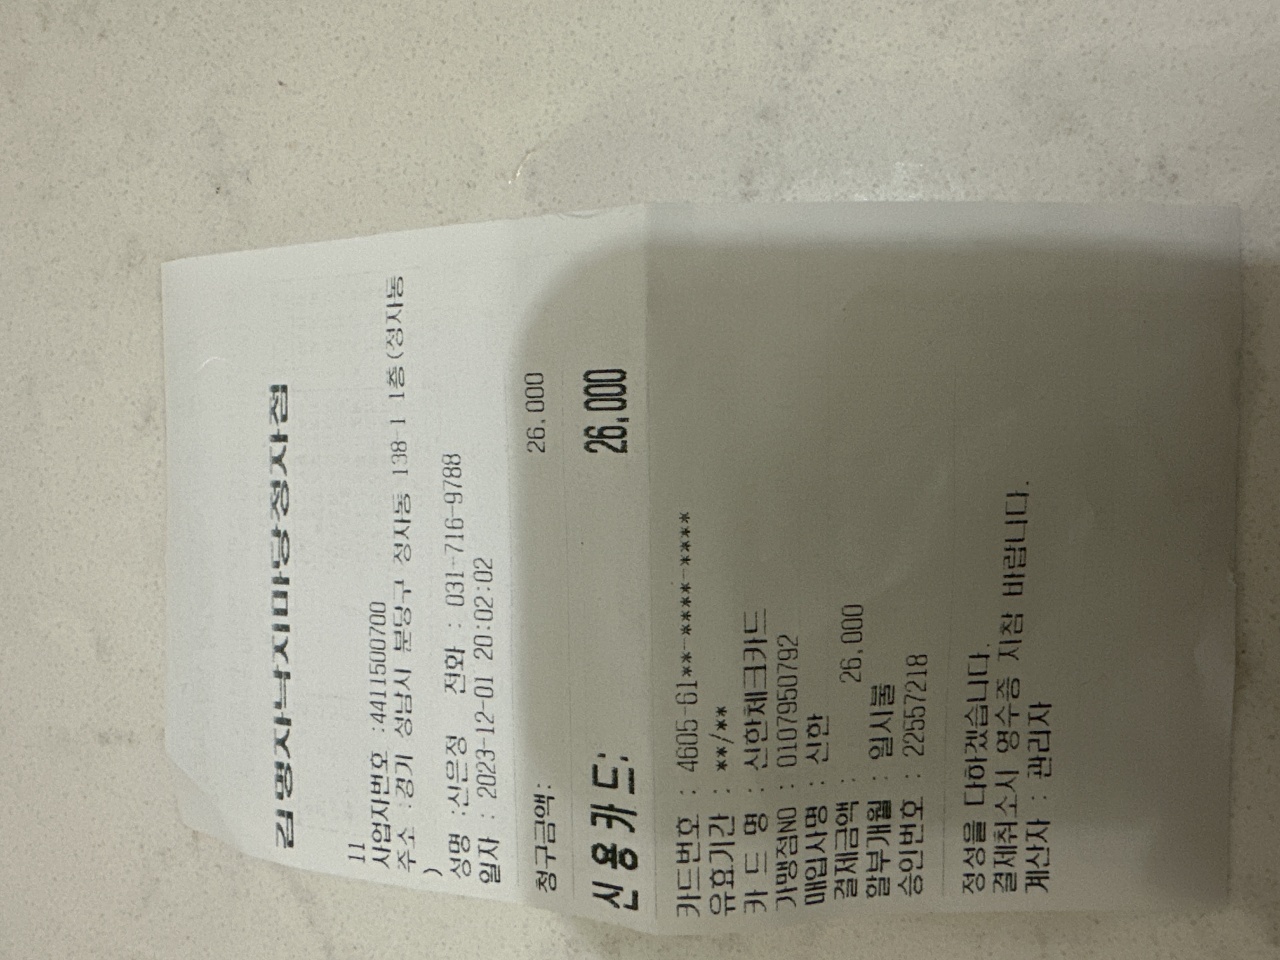 김명자낙지마당정자점
11
사업자번호 :4411500700
주소 :경기 성남시 분당구 정자동 138-1 1층(정자동
)
성명 :신은정 전화 : 031-716-9788
일자 : 2023-12-01 20:02:02
청구금액: 26,000
신용카드: 26,000
카드번호 : 4605-61**-****-****
유효기간 : **/**
카 드 명 : 신한체크카드
가맹점NO : 0107950792
매입사명 : 신한
결제금액 : 26,000
할부개월 : 일시불
승인번호 : 22557218
정성을 다하겠습니다.
결제취소시 영수증 지참 바랍니다.
계산자 : 관리자